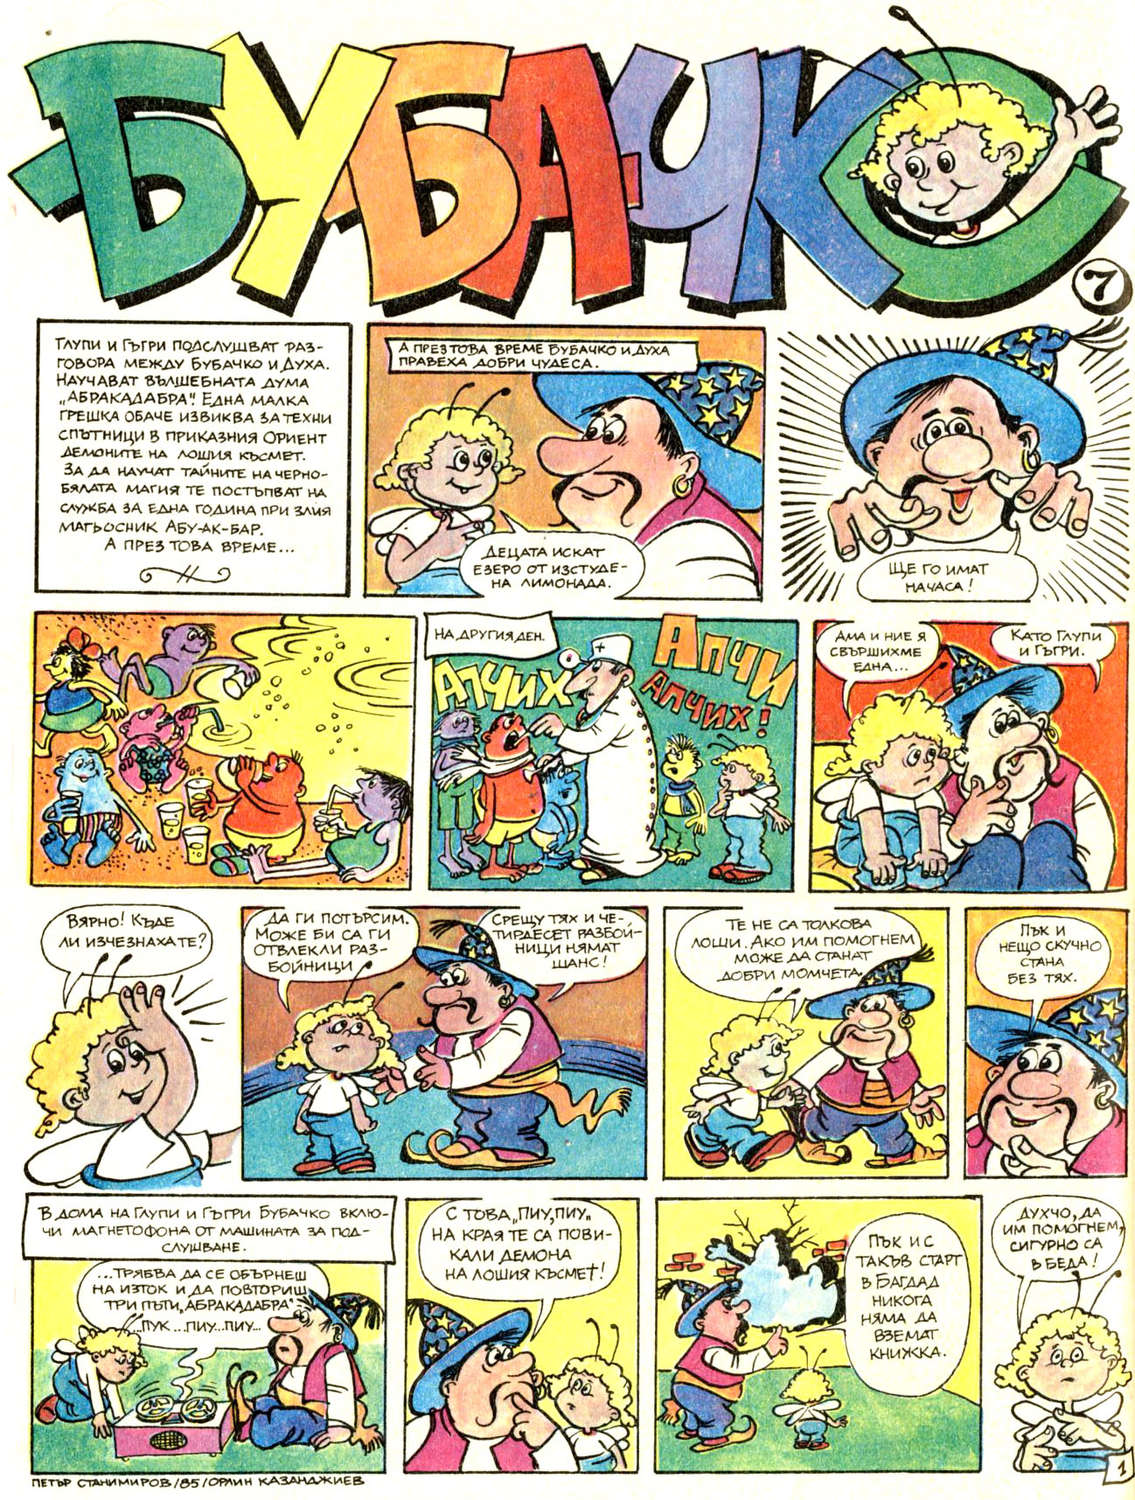 БУБАЧКО
7
ГЛУПИ И ГЪГРИ ПОДСЛУШВАТ РАЗ-
ГОВОРА МЕЖДУ БУБАЧКО И ДУХА.
НАУЧАВАТ ВЪЛШЕБНАТА ДУМА
„АБРАКАДАБРА“. ЕДНА МАЛКА
ГРЕШКА ОБАЧЕ ИЗВИКВА ЗА ТЕХНИ
СПЪТНИЦИ В ПРИКАЗНИЯ ОРИЕНТ
ДЕМОНИТЕ НА ЛОШИЯ КЪСМЕТ.
ЗА ДА НАУЧАТ ТАЙНИТЕ НА ЧЕРНО-
БЯЛАТА МАГИЯ ТЕ ПОСТЪПВАТ НА
СЛУЖБА ЗА ЕДНА ГОДИНА ПРИ ЗЛИЯ
МАГЬОСНИК АБУ-АК-БАР.
А ПРЕЗ ТОВА ВРЕМЕ...
А ПРЕЗ ТОВА ВРЕМЕ БУБАЧКО И ДУХА
ПРАВЕХА ДОБРИ ЧУДЕСА.
ДЕЦАТА ИСКАТ
ЕЗЕРО ОТ ИЗСТУДЕ-
НА ЛИМОНАДА.
ЩЕ ГО ИМАТ
НАЧАСА!
НА ДРУГИЯ ДЕН.
АПЧИХ
АПЧИ
АПЧИХ!
АМА И НИЕ Я
СВЪРШИХМЕ
ЕДНА...
КАТО ГЛУПИ
И ГЪГРИ.
ВЯРНО! КЪДЕ
ЛИ ИЗЧЕЗНАХА ТЕ?
ДА ГИ ПОТЪРСИМ.
МОЖЕ БИ СА ГИ
ОТВЛЕКЛИ РАЗ-
БОЙНИЦИ
СРЕЩУ ТЯХ И ЧЕ-
ТИРДЕСЕТ РАЗБОЙ-
НИЦИ НЯМАТ
ШАНС!
ТЕ НЕ СА ТОЛКОВА
ЛОШИ. АКО ИМ ПОМОГНЕМ
МОЖЕ ДА СТАНАТ
ДОБРИ МОМЧЕТА.
ПЪК И
НЕЩО СКУЧНО
СТАНА
БЕЗ ТЯХ.
В ДОМА НА ГЛУПИ И ГЪГРИ БУБАЧКО ВКЛЮ-
ЧИ МАГНЕТОФОНА ОТ МАШИНАТА ЗА ПОД-
СЛУШВАНЕ.
...ТРЯБВА ДА СЕ ОБЪРНЕШ
НА ИЗТОК И ДА ПОВТОРИШ
ТРИ ПЪТИ „АБРАКАДАБРА“
...ПУК...ПИУ...ПИУ...
С ТОВА „ПИУ, ПИУ“
НА КРАЯ ТЕ СА ПОВИ-
КАЛИ ДЕМОНА
НА ЛОШИЯ КЪСМЕТ!
ПЪК И С
ТАКЪВ СТАРТ
В БАГДАД
НИКОГА
НЯМА ДА
ВЗЕМАТ
КНИЖКА.
ДУХЧО, ДА
ИМ ПОМОГНЕМ,
СИГУРНО СА
В БЕДА!
1
ПЕТЪР СТАНИМИРОВ/85/ОРЛИН КАЗАНДЖИЕВ